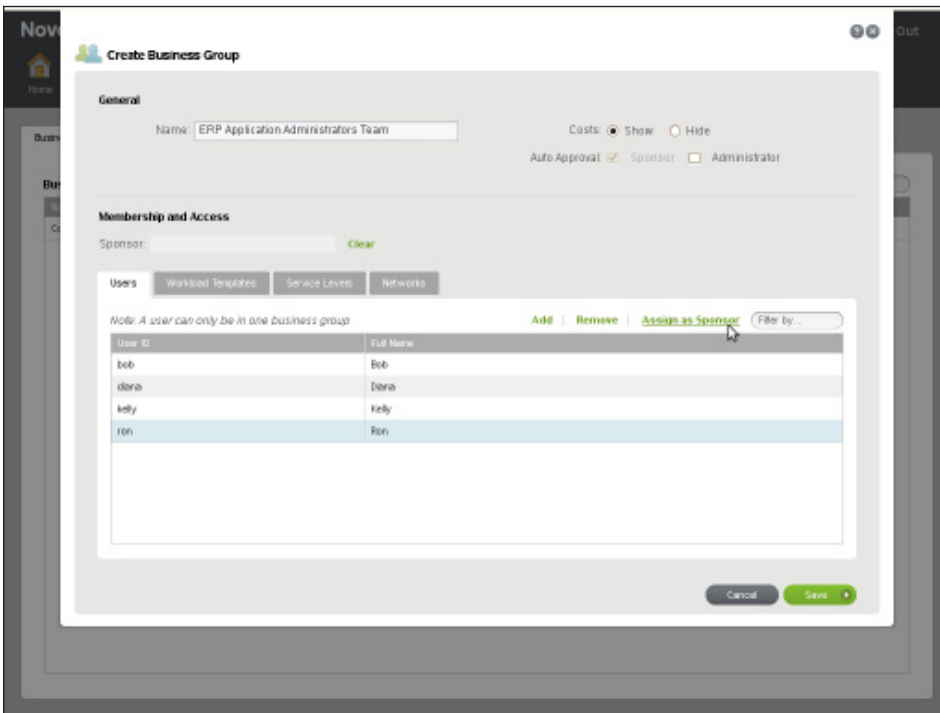 Nove
Out
Home
Create Business Group
General
Name: ERP Application Administrators Team
Costs: Show Hide
Auto Approval: Sponsor Administrator
Busin
Bus
Membership and Access
Sponsor: Clear
Users Workload Templates Service Levels Networks
Note: A user can only be in one business group
Add | Remove | Assign as Sponsor Filter by...
User ID Full Name
bob Bob
diana Diana
kelly Kelly
ron Ron
Cancel Save